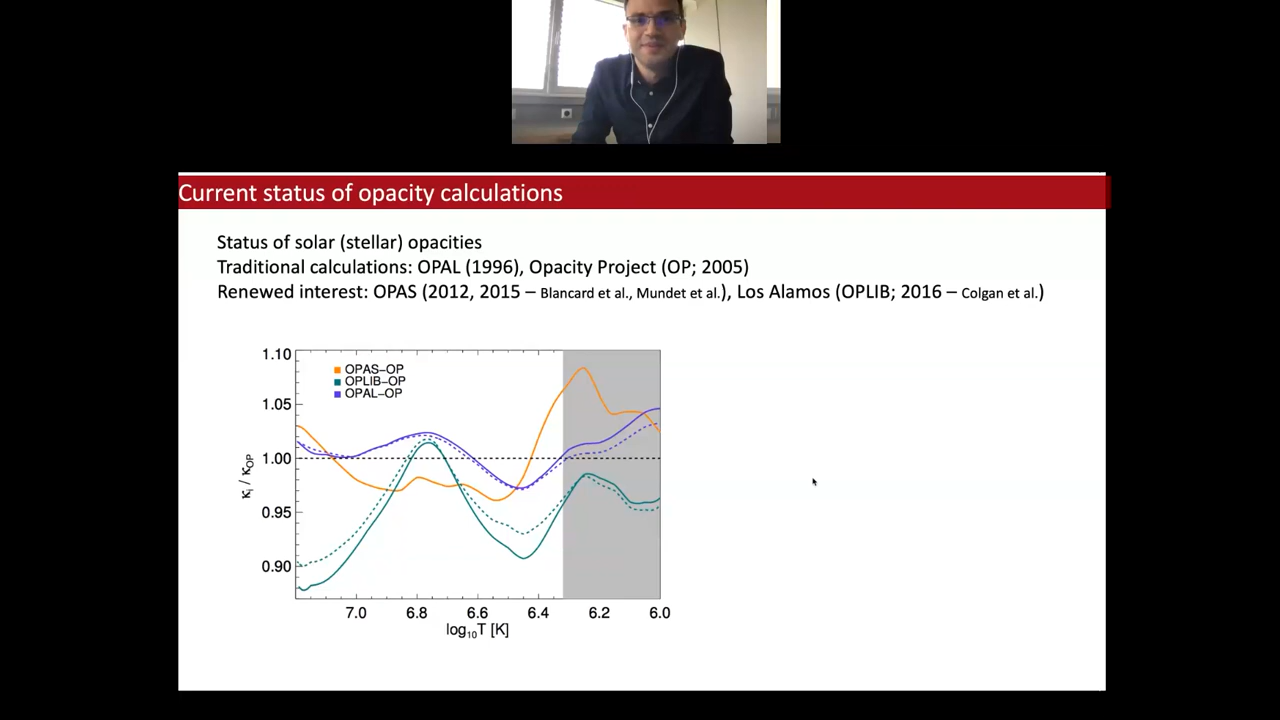 Current status of opacity calculations
Status of solar (stellar) opacities
Traditional calculations: OPAL (1996), Opacity Project (OP; 2005)
Renewed interest: OPAS (2012, 2015 – Blancard et al., Mundet et al.), Los Alamos (OPLIB; 2016 – Colgan et al.)
1.10
1.05
1.00
0.95
0.90
κi / κOP
OPAS–OP
OPLIB–OP
OPAL–OP
7.0 6.8 6.6 6.4 6.2 6.0
log₁₀T [K]